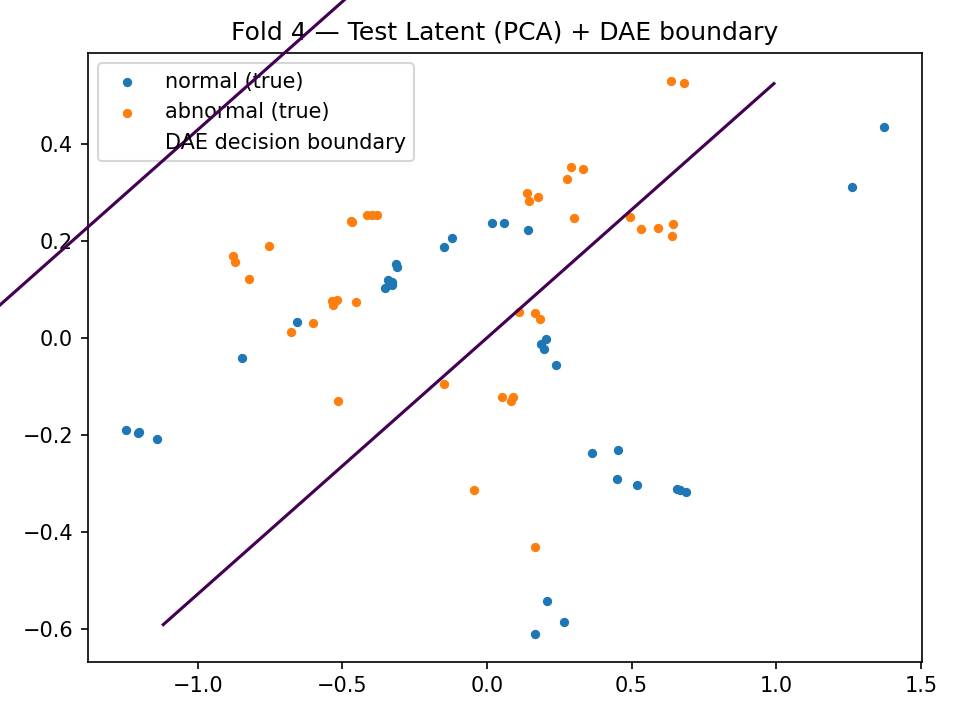 Fold 4 — Test Latent (PCA) + DAE boundary
normal (true)
abnormal (true)
DAE decision boundary
0.4
0.2
0.0
−0.2
−0.4
−0.6
−1.0 −0.5 0.0 0.5 1.0 1.5